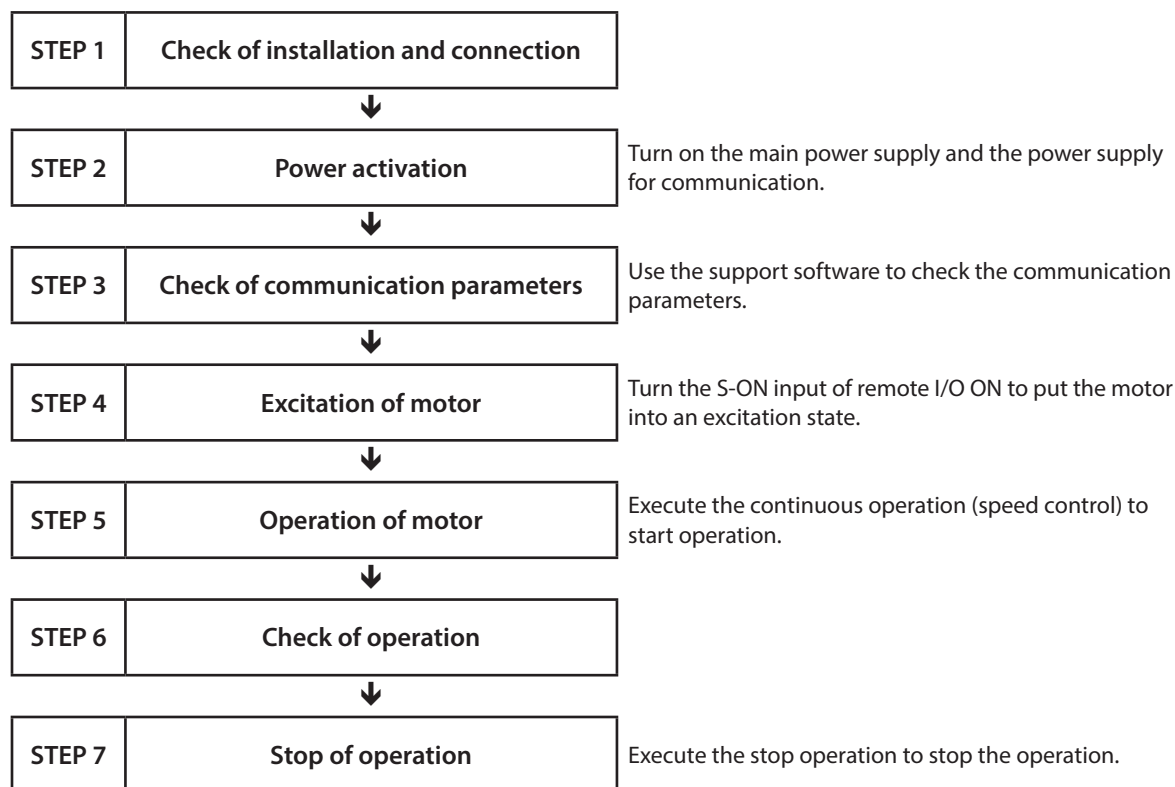 STEP 1 Check of installation and connection
STEP 2 Power activation
Turn on the main power supply and the power supply
for communication.
STEP 3 Check of communication parameters
Use the support software to check the communication
parameters.
STEP 4 Excitation of motor
Turn the S-ON input of remote I/O ON to put the motor
into an excitation state.
STEP 5 Operation of motor
Execute the continuous operation (speed control) to
start operation.
STEP 6 Check of operation
STEP 7 Stop of operation
Execute the stop operation to stop the operation.